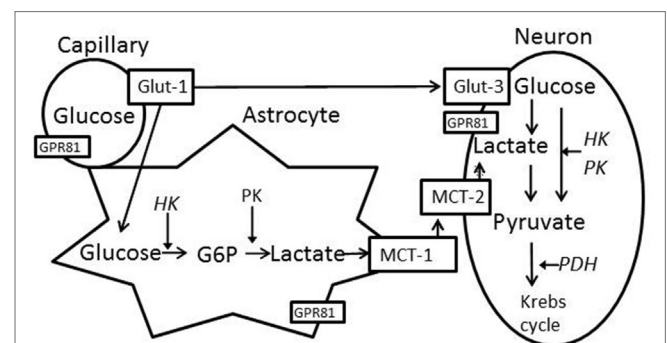 Capillary
Neuron
Glut-1
Glut-3
Glucose
Glucose
Astrocyte
GPR81
GPR81
Lactate
HK
PK
MCT-2
HK
PK
Pyruvate
Glucose
G6P
Lactate
MCT-1
PDH
GPR81
Krebs
cycle